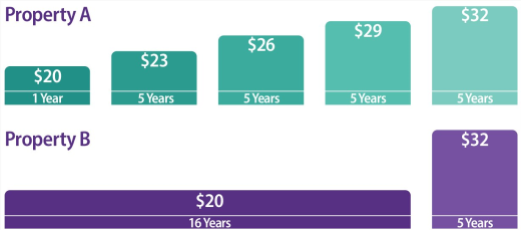 Property A
$20
1 Year
$23
5 Years
$26
5 Years
$29
5 Years
$32
5 Years
Property B
$20
16 Years
$32
5 Years